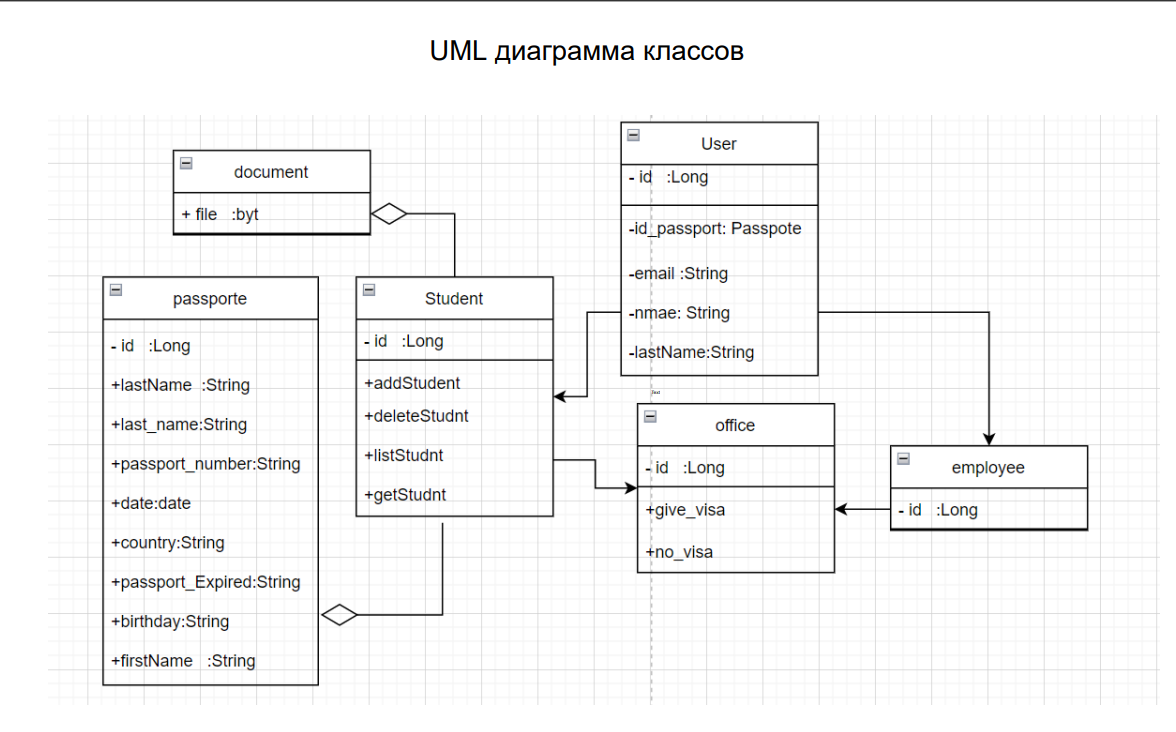 UML диаграмма классов
document
+ file :byt
User
- id :Long
-id_passport: Passpote
-email :String
-nmae: String
-lastName:String
passporte
- id :Long
+lastName :String
+last_name:String
+passport_number:String
+date:date
+country:String
+passport_Expired:String
+birthday:String
+firstName :String
Student
- id :Long
+addStudent
+deleteStudnt
+listStudnt
+getStudnt
Text
office
- id :Long
+give_visa
+no_visa
employee
- id :Long